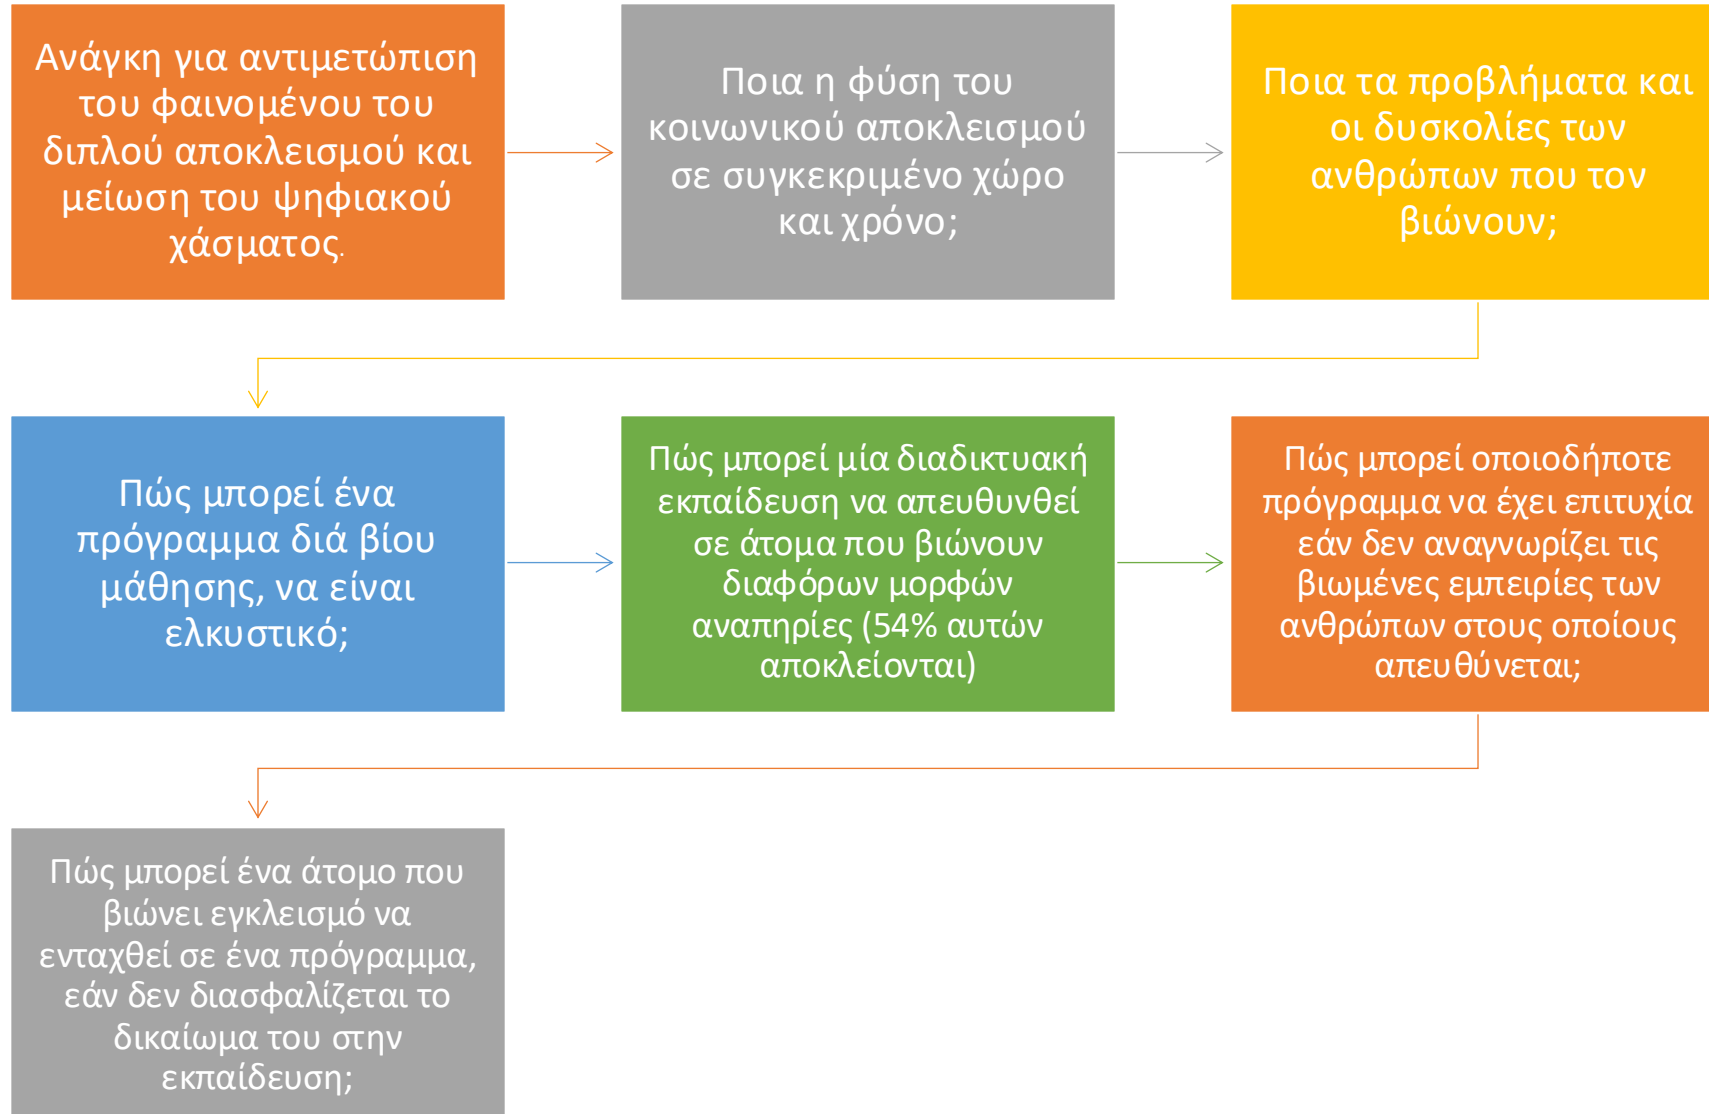 Ανάγκη για αντιμετώπιση
του φαινομένου του
διπλού αποκλεισμού και
μείωση του ψηφιακού
χάσματος.
Ποια η φύση του
κοινωνικού αποκλεισμού
σε συγκεκριμένο χώρο
και χρόνο;
Ποια τα προβλήματα και
οι δυσκολίες των
ανθρώπων που τον
βιώνουν;
Πώς μπορεί ένα
πρόγραμμα διά βίου
μάθησης, να είναι
ελκυστικό;
Πώς μπορεί μία διαδικτυακή
εκπαίδευση να απευθυνθεί
σε άτομα που βιώνουν
διαφόρων μορφών
αναπηρίες (54% αυτών
αποκλείονται)
Πώς μπορεί οποιοδήποτε
πρόγραμμα να έχει επιτυχία
εάν δεν αναγνωρίζει τις
βιωμένες εμπειρίες των
ανθρώπων στους οποίους
απευθύνεται;
Πώς μπορεί ένα άτομο που
βιώνει εγκλεισμό να
ενταχθεί σε ένα πρόγραμμα,
εάν δεν διασφαλίζεται το
δικαίωμα του στην
εκπαίδευση;